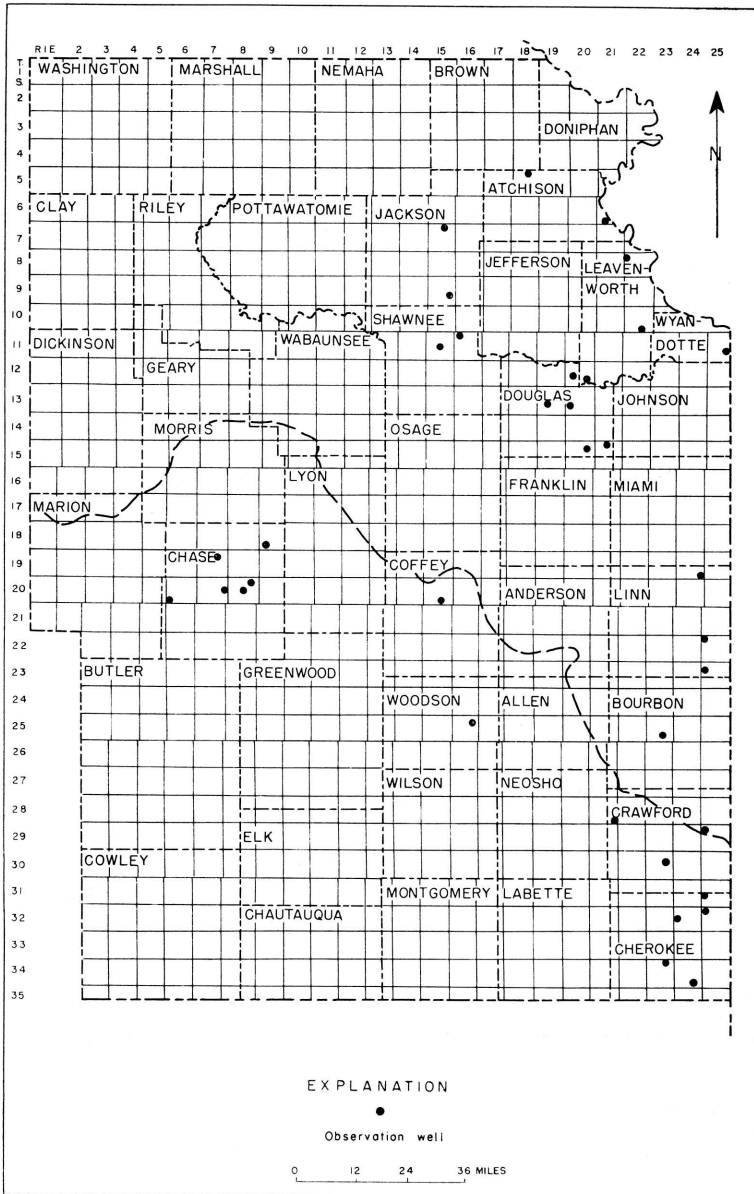 R1E 2 3 4 5 6 7 8 9 10 11 12 13 14 15 16 17 18 19 20 21 22 23 24 25
T.
1
S.
WASHINGTON MARSHALL NEMAHA BROWN
2
3
DONIPHAN
4
N
5
ATCHISON
6
CLAY RILEY POTTAWATOMIE JACKSON
7
8
JEFFERSON LEAVEN-
WORTH
9
10
SHAWNEE WYAN-
DOTTE
11
DICKINSON WABAUNSEE
GEARY
12
DOUGLAS JOHNSON
13
14
MORRIS OSAGE
15
LYON
16
FRANKLIN MIAMI
17
MARION
18
CHASE
19
COFFEY
20
ANDERSON LINN
21
22
23
BUTLER GREENWOOD
24
WOODSON ALLEN BOURBON
25
27
WILSON NEOSHO
28
CRAWFORD
29
ELK
30
COWLEY
31
MONTGOMERY LABETTE
32
CHAUTAUQUA
33
CHEROKEE
34
35
EXPLANATION
Observation well
0 12 24 36 MILES